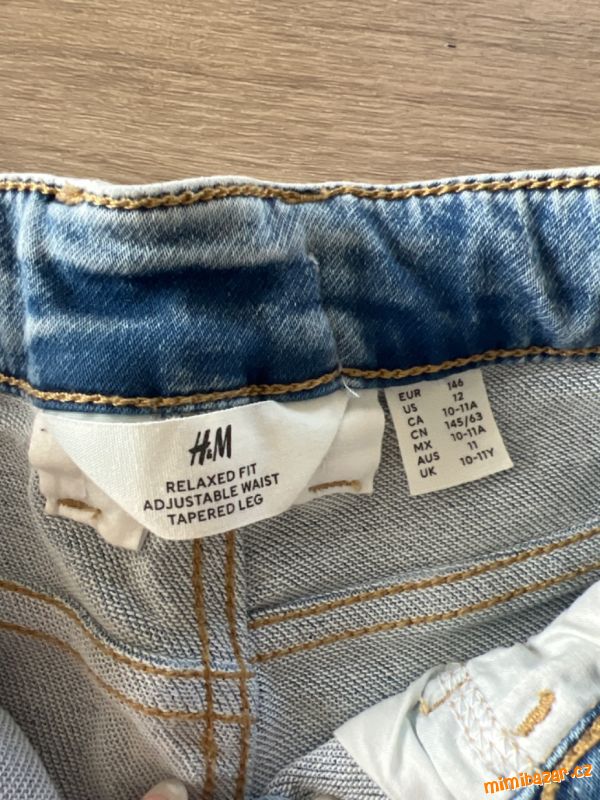 H&M
RELAXED FIT
ADJUSTABLE WAIST
TAPERED LEG
EUR 146
US 12
CA 10-11A
CN 145/63
MX 10-11A
AUS 11
UK 10-11Y
mimibazar.cz